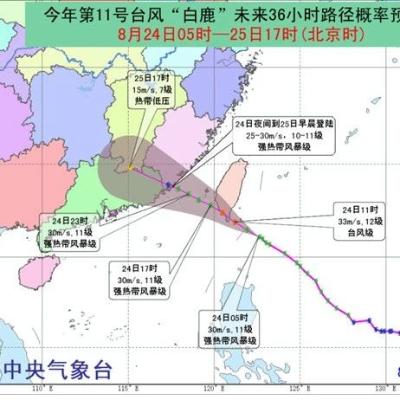 今年第11号台风“白鹿”未来36小时路径概率预
8月24日05时—25日17时(北京时)
25日17时
15m/s,7级
热带低压
24日夜间到25日早晨登陆
25-30m/s,10-11级
强热带风暴级
24日23时
30m/s,11级
强热带风暴级
24日11时
33m/s,12级
台风级
24日17时
30m/s,11级
强热带风暴级
24日05时
30m/s,11级
强热带风暴级
中央气象台
110°E
115°E
120°E
125°E
130°E